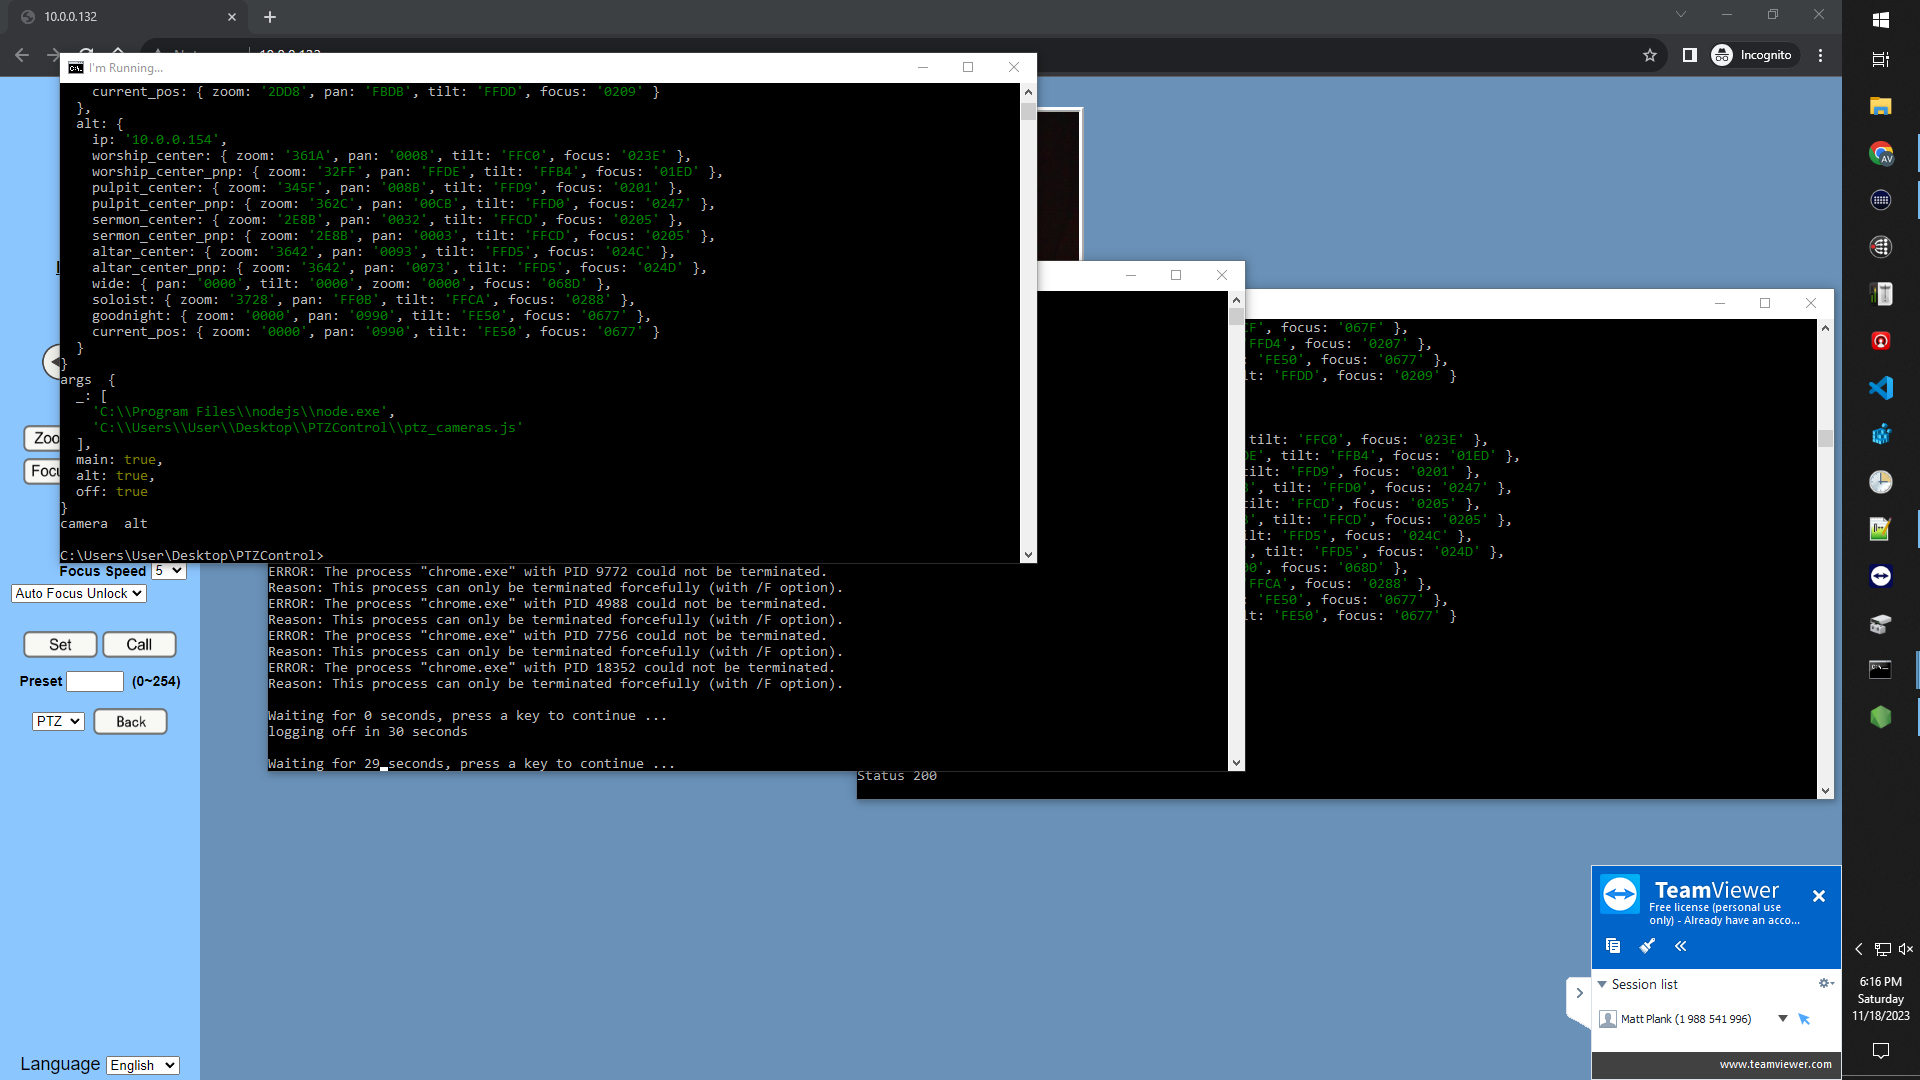 10.0.0.132
Incognito
I'm Running...
current_pos: { zoom: '2DD8', pan: 'FBDB', tilt: 'FFDD', focus: '0209' }
},
alt: {
ip: '10.0.0.154',
worship_center: { zoom: '361A', pan: '0008', tilt: 'FFC0', focus: '023E' },
worship_center_pnp: { zoom: '32FF', pan: 'FFDE', tilt: 'FFB4', focus: '01ED' },
pulpit_center: { zoom: '345F', pan: '008B', tilt: 'FFD9', focus: '0201' },
pulpit_center_pnp: { zoom: '362C', pan: '00CB', tilt: 'FFD0', focus: '0247' },
sermon_center: { zoom: '2E8B', pan: '0032', tilt: 'FFCD', focus: '0205' },
sermon_center_pnp: { zoom: '2E8B', pan: '0003', tilt: 'FFCD', focus: '0205' },
altar_center: { zoom: '3642', pan: '0093', tilt: 'FFD5', focus: '024C' },
altar_center_pnp: { zoom: '3642', pan: '0073', tilt: 'FFD5', focus: '024D' },
wide: { pan: '0000', tilt: '0000', zoom: '0000', focus: '068D' },
soloist: { zoom: '3728', pan: 'FF0B', tilt: 'FFCA', focus: '0288' },
goodnight: { zoom: '0000', pan: '0990', tilt: 'FE50', focus: '0677' },
current_pos: { zoom: '0000', pan: '0990', tilt: 'FE50', focus: '0677' }
}
}
args  {
_: [
'C:\\Program Files\\nodejs\\node.exe',
'C:\\Users\\User\\Desktop\\PTZControl\\ptz_cameras.js'
],
main: true,
alt: true,
off: true
}
camera  alt
C:\Users\User\Desktop\PTZControl>
ERROR: The process "chrome.exe" with PID 9772 could not be terminated.
Reason: This process can only be terminated forcefully (with /F option).
ERROR: The process "chrome.exe" with PID 4988 could not be terminated.
Reason: This process can only be terminated forcefully (with /F option).
ERROR: The process "chrome.exe" with PID 7756 could not be terminated.
Reason: This process can only be terminated forcefully (with /F option).
ERROR: The process "chrome.exe" with PID 18352 could not be terminated.
Reason: This process can only be terminated forcefully (with /F option).
Waiting for 0 seconds, press a key to continue ...
logging off in 30 seconds
Waiting for 29 seconds, press a key to continue ...
CF', focus: '067F' },
'FFD4', focus: '0207' },
: 'FE50', focus: '0677' },
lt: 'FFDD', focus: '0209' }
tilt: 'FFC0', focus: '023E' },
DE', tilt: 'FFB4', focus: '01ED' },
tilt: 'FFD9', focus: '0201' },
B', tilt: 'FFD0', focus: '0247' },
tilt: 'FFCD', focus: '0205' },
3', tilt: 'FFCD', focus: '0205' },
ilt: 'FFD5', focus: '024C' },
, tilt: 'FFD5', focus: '024D' },
00', focus: '068D' },
'FFCA', focus: '0288' },
: 'FE50', focus: '0677' },
lt: 'FE50', focus: '0677' }
Status 200
Zoo
Focu
Focus Speed 5
Auto Focus Unlock
Set Call
Preset (0~254)
PTZ Back
Language English
TeamViewer
Free license (personal use
only) - Already have an acco...
Session list
Matt Plank (1 988 541 996)
www.teamviewer.com
AV
6:16 PM
Saturday
11/18/2023